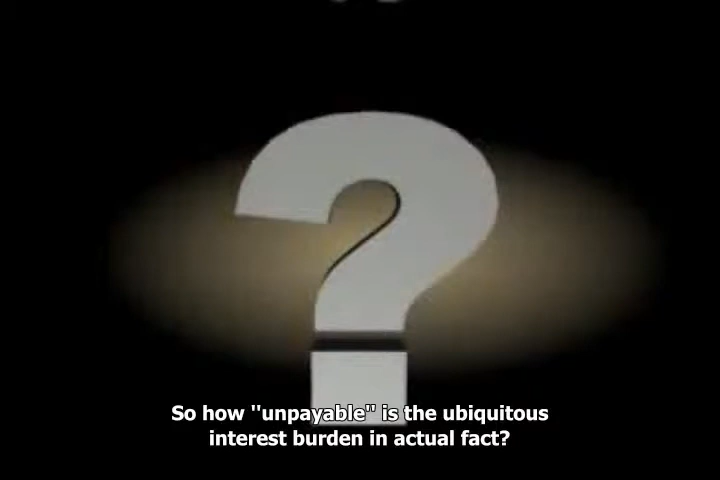 ?
So how "unpayable" is the ubiquitous
interest burden in actual fact?